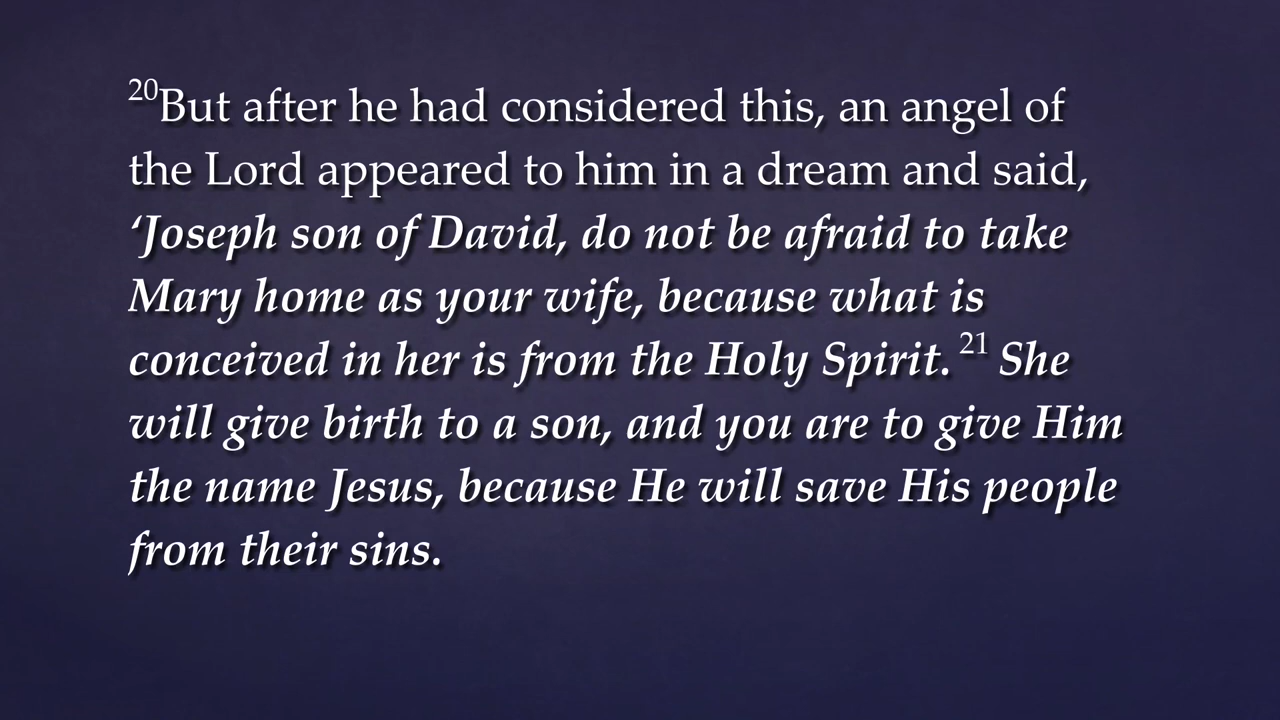 20But after he had considered this, an angel of
the Lord appeared to him in a dream and said,
‘Joseph son of David, do not be afraid to take
Mary home as your wife, because what is
conceived in her is from the Holy Spirit. 21 She
will give birth to a son, and you are to give Him
the name Jesus, because He will save His people
from their sins.